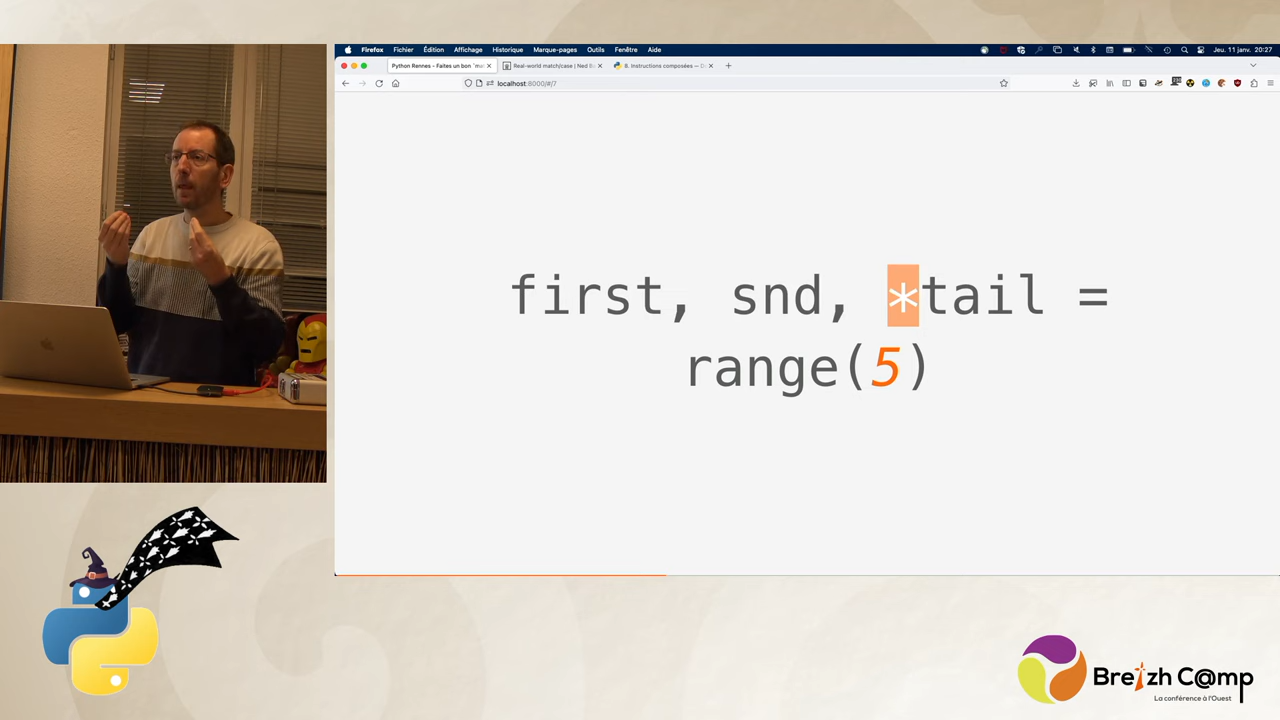 Firefox Fichier Édition Affichage Historique Marque-pages Outils Fenêtre Aide
Jeu. 11 janv. 20:27
Python Rennes - Faites un bon "ma
Real-world match/case | Ned B
8. Instructions composées — D
localhost:8000/#/7
first, snd, *tail =
range(5)
Breizh C@mp
La conférence à l'Ouest